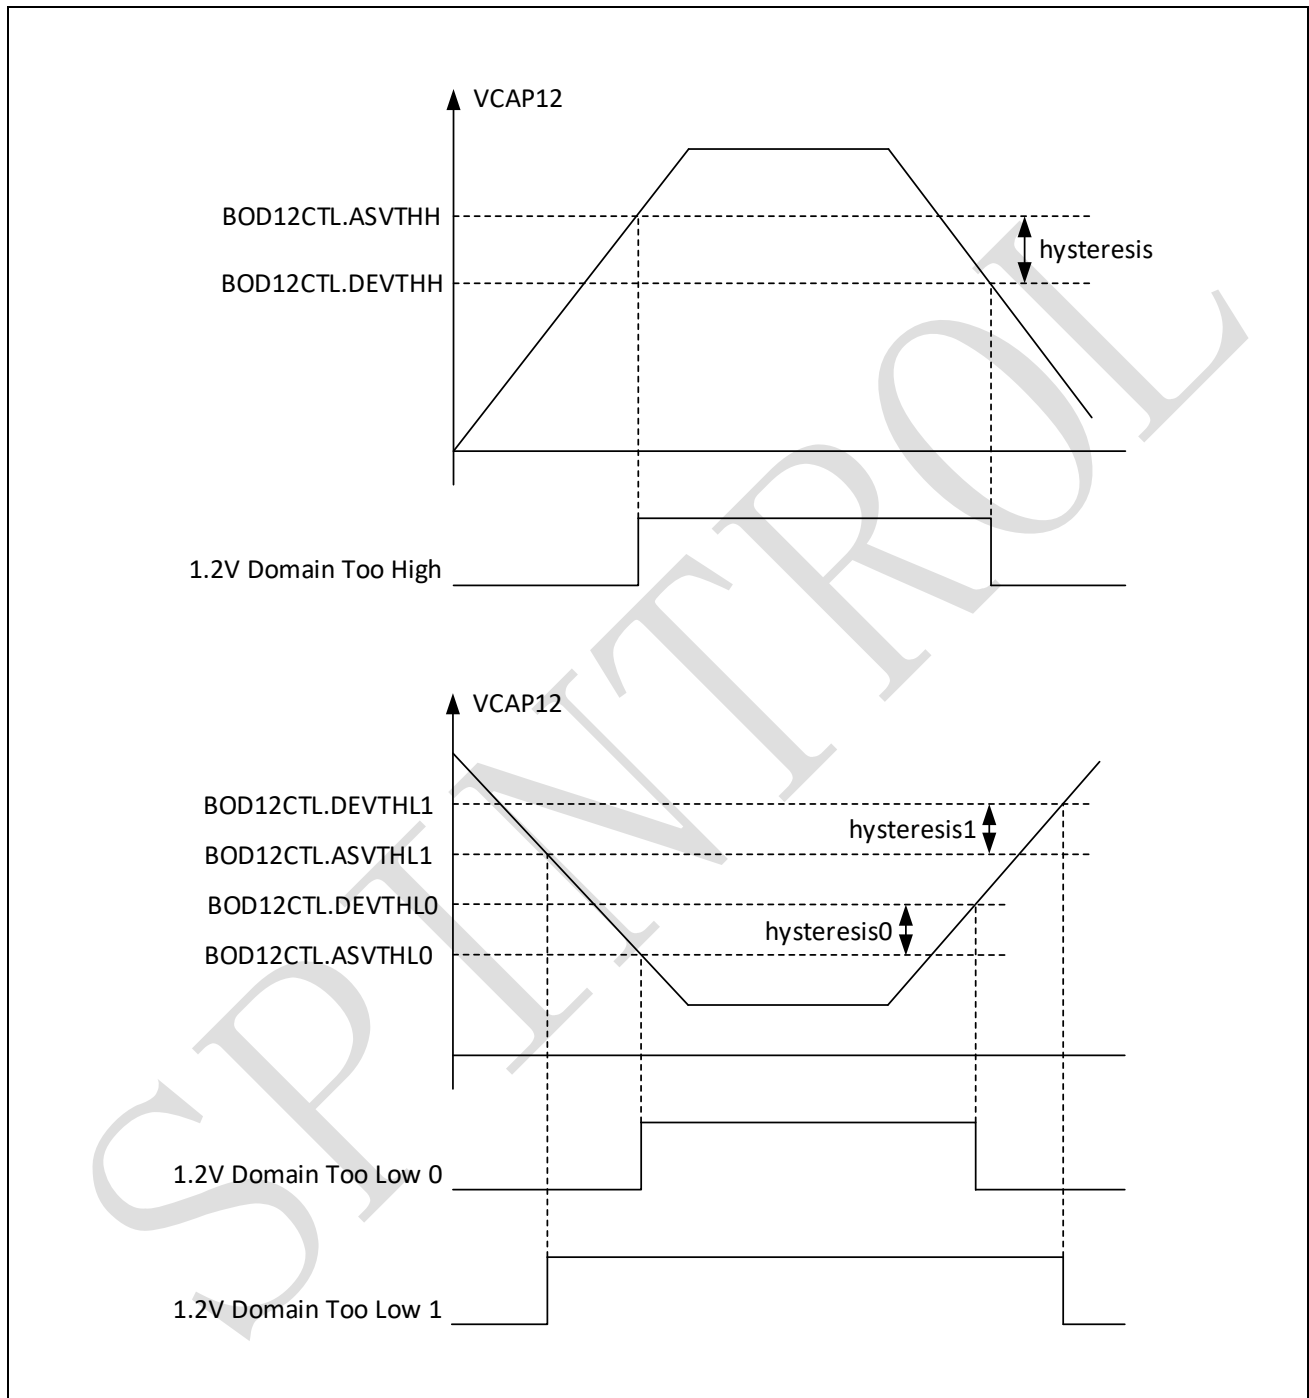 VCAP12
BOD12CTL.ASVTHH
hysteresis
BOD12CTL.DEVTHH
1.2V Domain Too High
VCAP12
BOD12CTL.DEVTHL1
hysteresis1
BOD12CTL.ASVTHL1
BOD12CTL.DEVTHL0
hysteresis0
BOD12CTL.ASVTHL0
1.2V Domain Too Low 0
1.2V Domain Too Low 1
SPINTROL